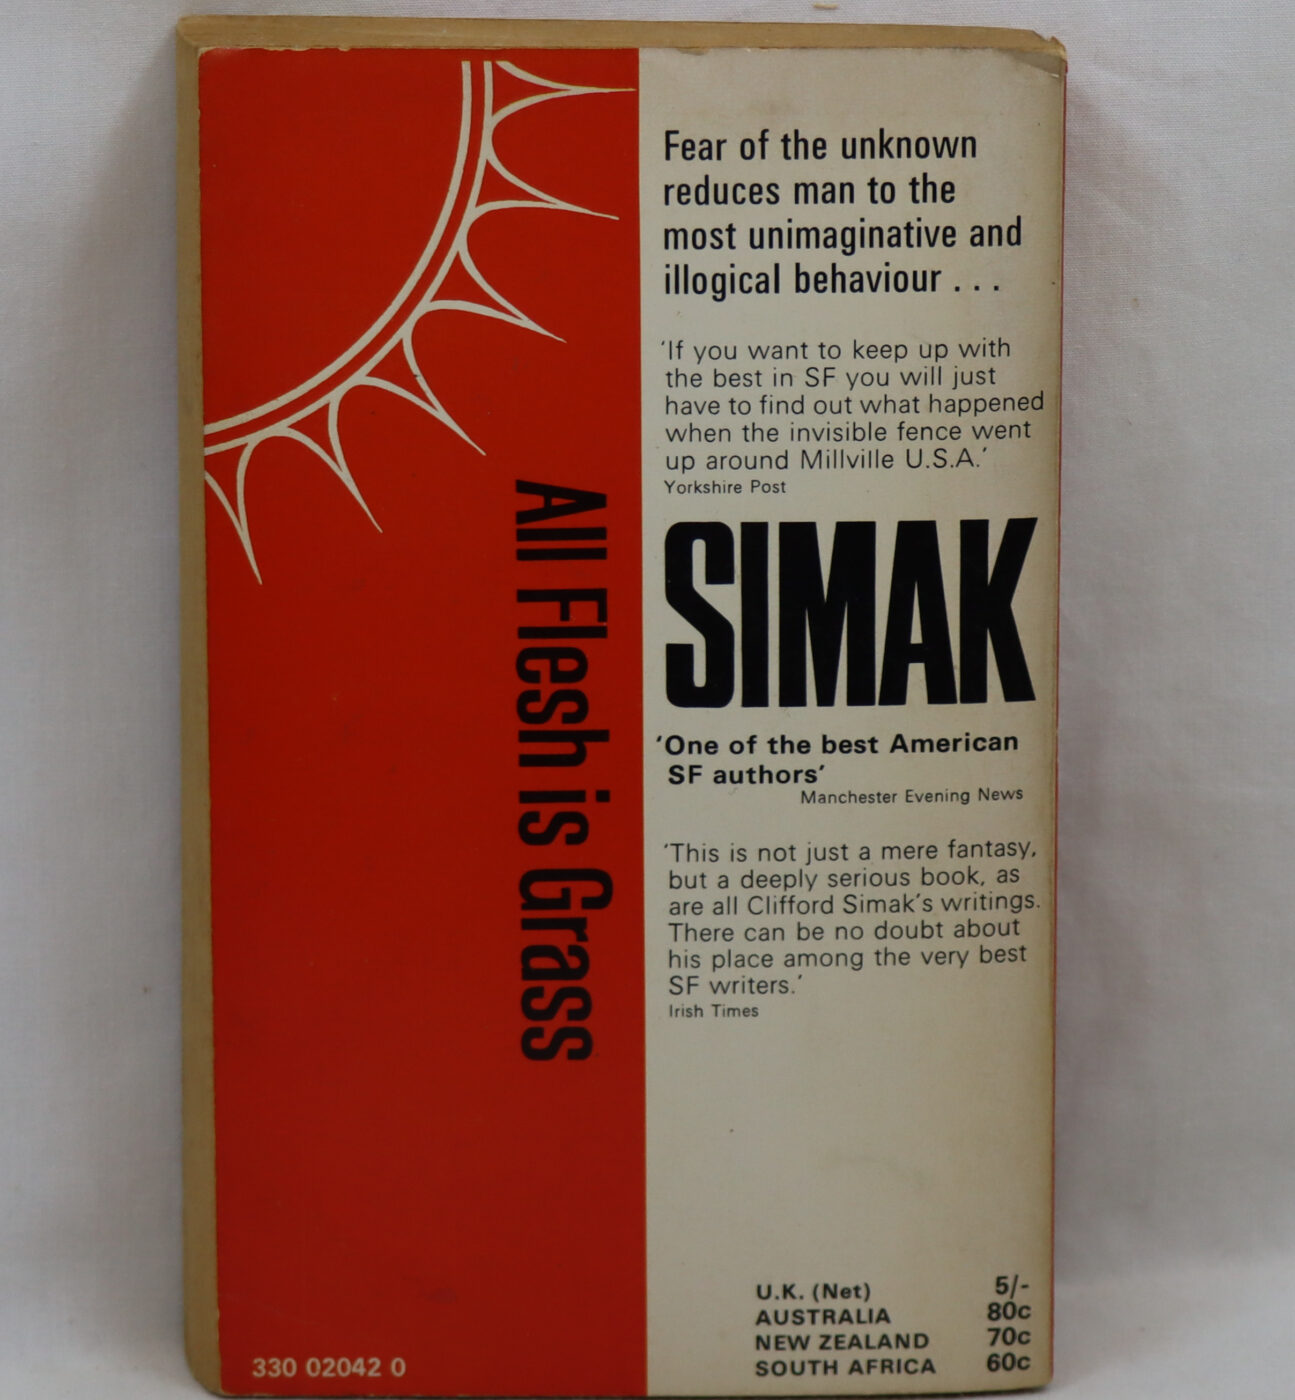 Fear of the unknown
reduces man to the
most unimaginative and
illogical behaviour . . .
'If you want to keep up with
the best in SF you will just
have to find out what happened
when the invisible fence went
up around Millville U.S.A.'
Yorkshire Post
SIMAK
'One of the best American
SF authors'
Manchester Evening News
'This is not just a mere fantasy,
but a deeply serious book, as
are all Clifford Simak's writings.
There can be no doubt about
his place among the very best
SF writers.'
Irish Times
All Flesh is Grass
U.K. (Net) 5/-
AUSTRALIA 80c
NEW ZEALAND 70c
SOUTH AFRICA 60c
330 02042 0